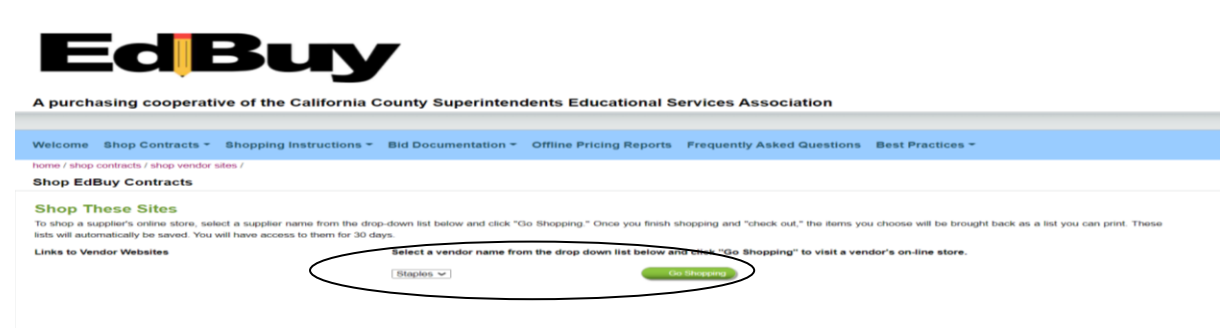 EdBuy
A purchasing cooperative of the California County Superintendents Educational Services Association
Welcome Shop Contracts Shopping Instructions Bid Documentation Offline Pricing Reports Frequently Asked Questions Best Practices
home / shop contracts / shop vendor sites /
Shop EdBuy Contracts
Shop These Sites
To shop a supplier's online store, select a supplier name from the drop-down list below and click "Go Shopping." Once you finish shopping and "check out," the items you choose will be brought back as a list you can print. These
lists will automatically be saved. You will have access to them for 30 days.
Links to Vendor Websites Select a vendor name from the drop down list below and click "Go Shopping" to visit a vendor's on-line store.
Staples Go Shopping